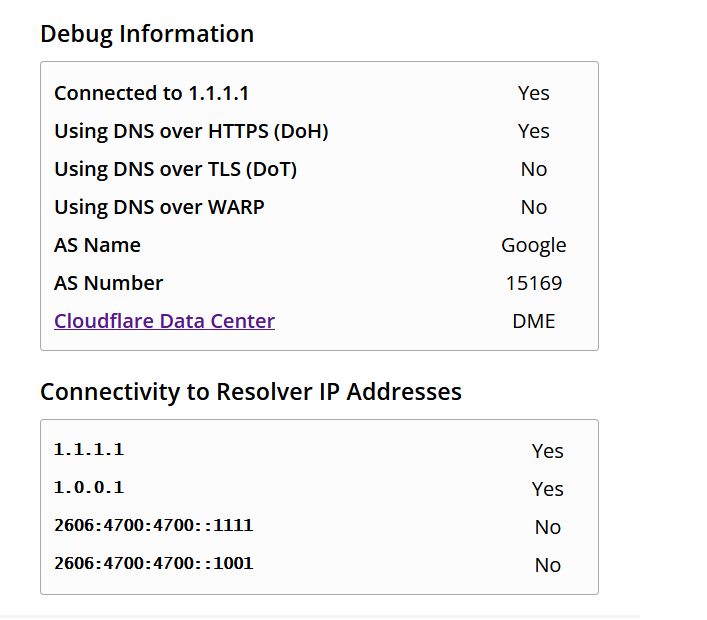 Debug Information
Connected to 1.1.1.1 Yes
Using DNS over HTTPS (DoH) Yes
Using DNS over TLS (DoT) No
Using DNS over WARP No
AS Name Google
AS Number 15169
Cloudflare Data Center DME
Connectivity to Resolver IP Addresses
1.1.1.1 Yes
1.0.0.1 Yes
2606:4700:4700::1111 No
2606:4700:4700::1001 No